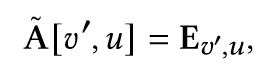 Ã[v′, u] = E_{v′,u},